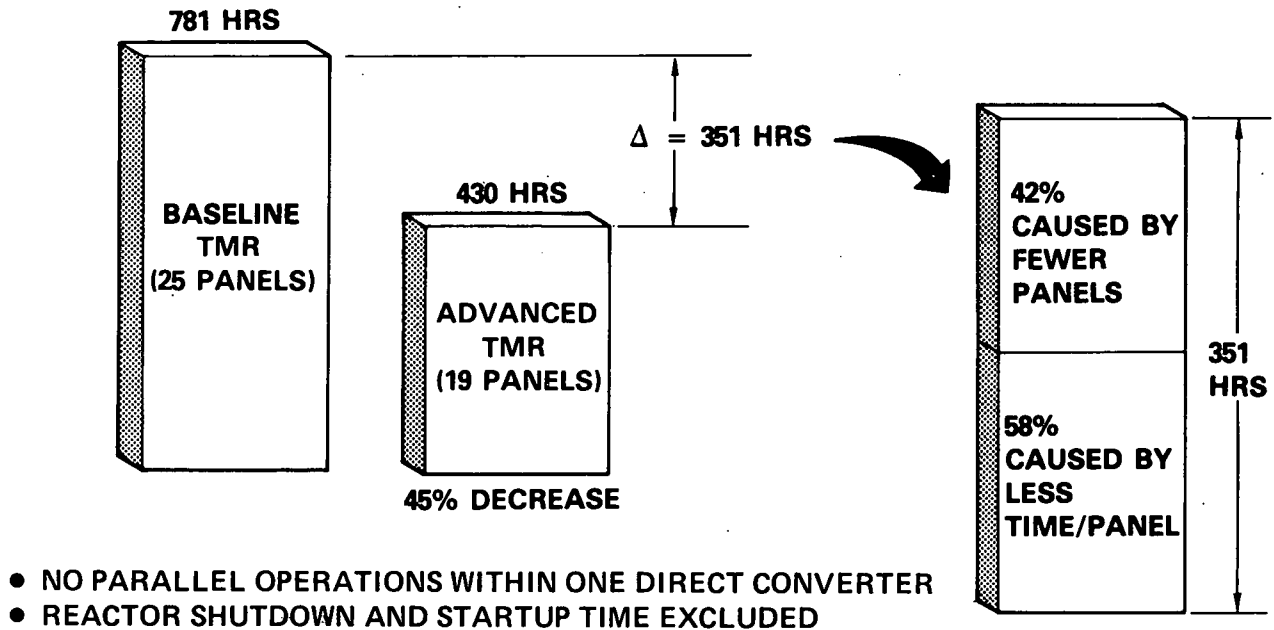 781 HRS
BASELINE
TMR
(25 PANELS)
Δ = 351 HRS
430 HRS
ADVANCED
TMR
(19 PANELS)
45% DECREASE
42%
CAUSED BY
FEWER
PANELS
58%
CAUSED BY
LESS
TIME/PANEL
351
HRS
● NO PARALLEL OPERATIONS WITHIN ONE DIRECT CONVERTER
● REACTOR SHUTDOWN AND STARTUP TIME EXCLUDED